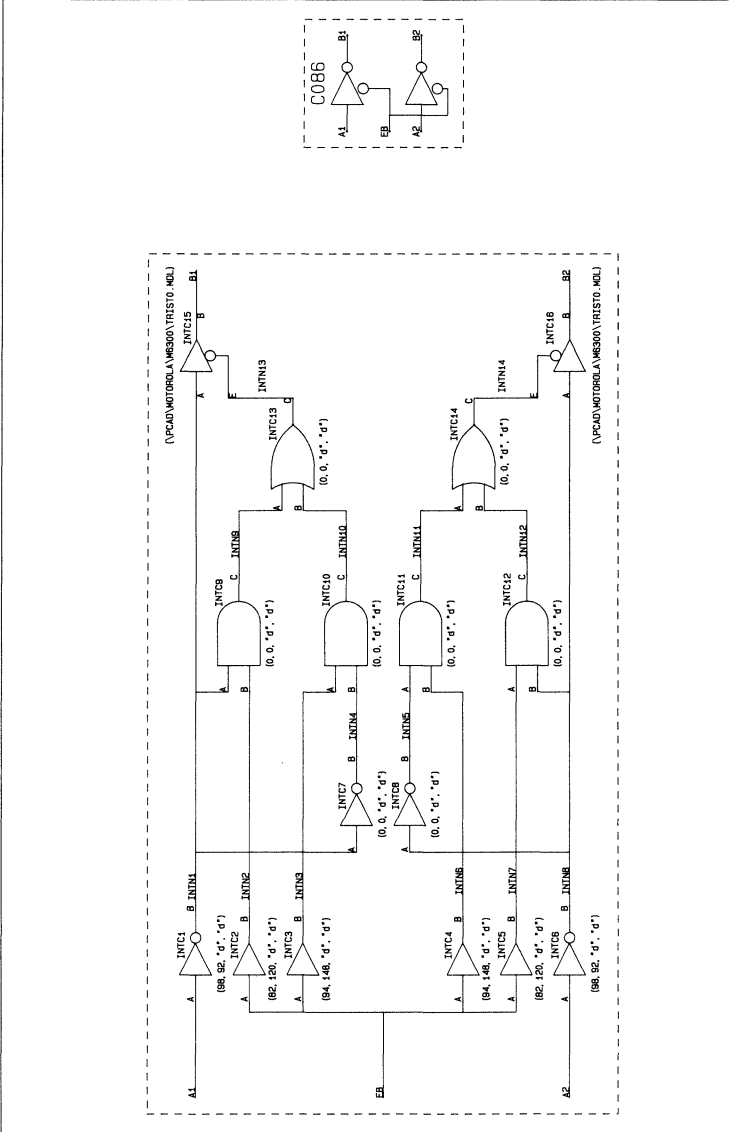 C086
A1
B1
EB
A2
B2
(\PCAD\MOTOROLA\M6300\TRISTO.MDL)
A1
A
INTC1
(98, 92, "d", "d")
B
INTN1
A
INTC15
B
B1
E
INTN13
A
INTC2
(82, 120, "d", "d")
B
INTN2
A
B
INTC9
(0, 0, "d", "d")
C
INTN9
A
INTC3
(94, 148, "d", "d")
B
INTN3
A
B
INTC10
(0, 0, "d", "d")
C
INTN10
A
B
INTC13
(0, 0, "d", "d")
C
A
INTC7
(0, 0, "d", "d")
B
INTN4
EB
A
INTC8
(0, 0, "d", "d")
B
INTN5
A
B
INTC11
(0, 0, "d", "d")
C
INTN11
A
INTC4
(94, 148, "d", "d")
B
INTN6
A
B
INTC14
(0, 0, "d", "d")
C
INTN14
E
A
INTC5
(82, 120, "d", "d")
B
INTN7
A
B
INTC12
(0, 0, "d", "d")
C
INTN12
A2
A
INTC6
(98, 92, "d", "d")
B
INTN8
A
INTC16
B
B2
(\PCAD\MOTOROLA\M6300\TRISTO.MDL)